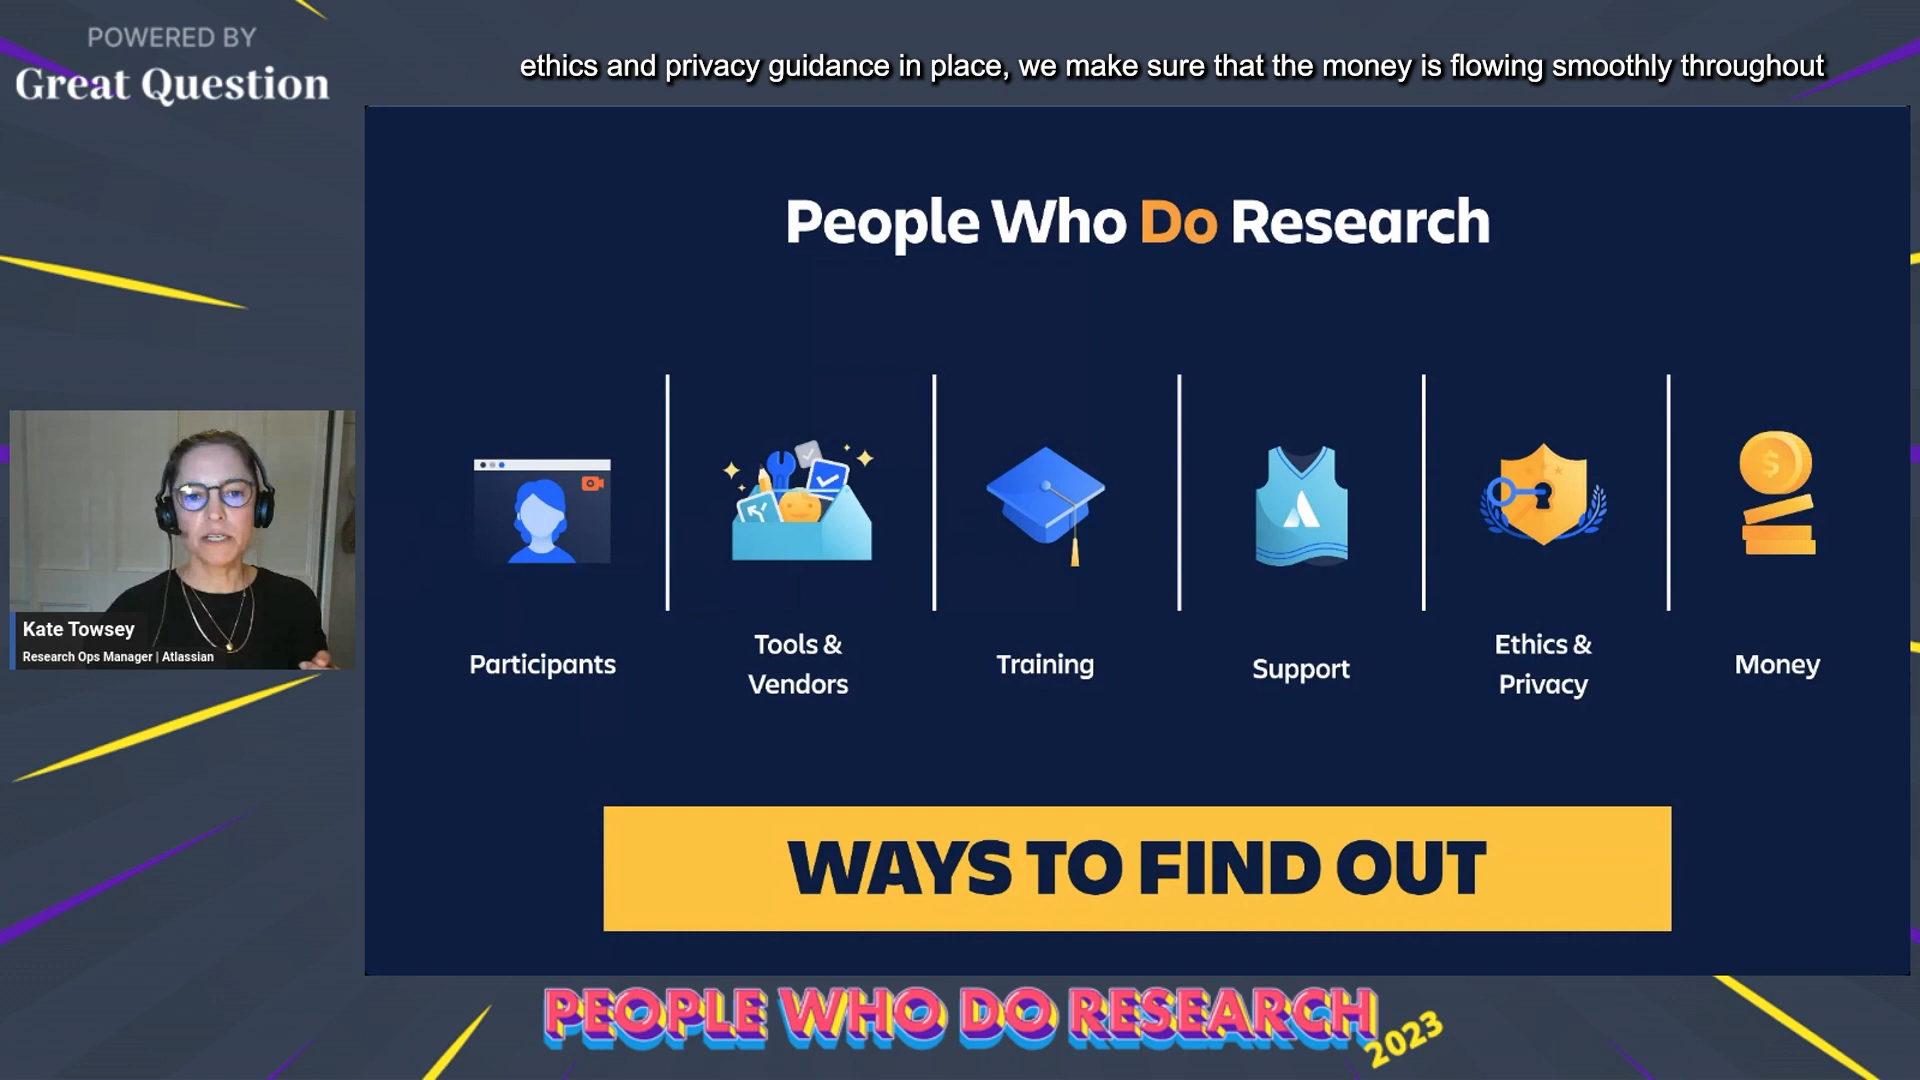 POWERED BY
Great Question
ethics and privacy guidance in place, we make sure that the money is flowing smoothly throughout
People Who Do Research
Participants
Tools &
Vendors
Training
Support
Ethics &
Privacy
Money
$
Kate Towsey
Research Ops Manager | Atlassian
WAYS TO FIND OUT
PEOPLE WHO DO RESEARCH
2023